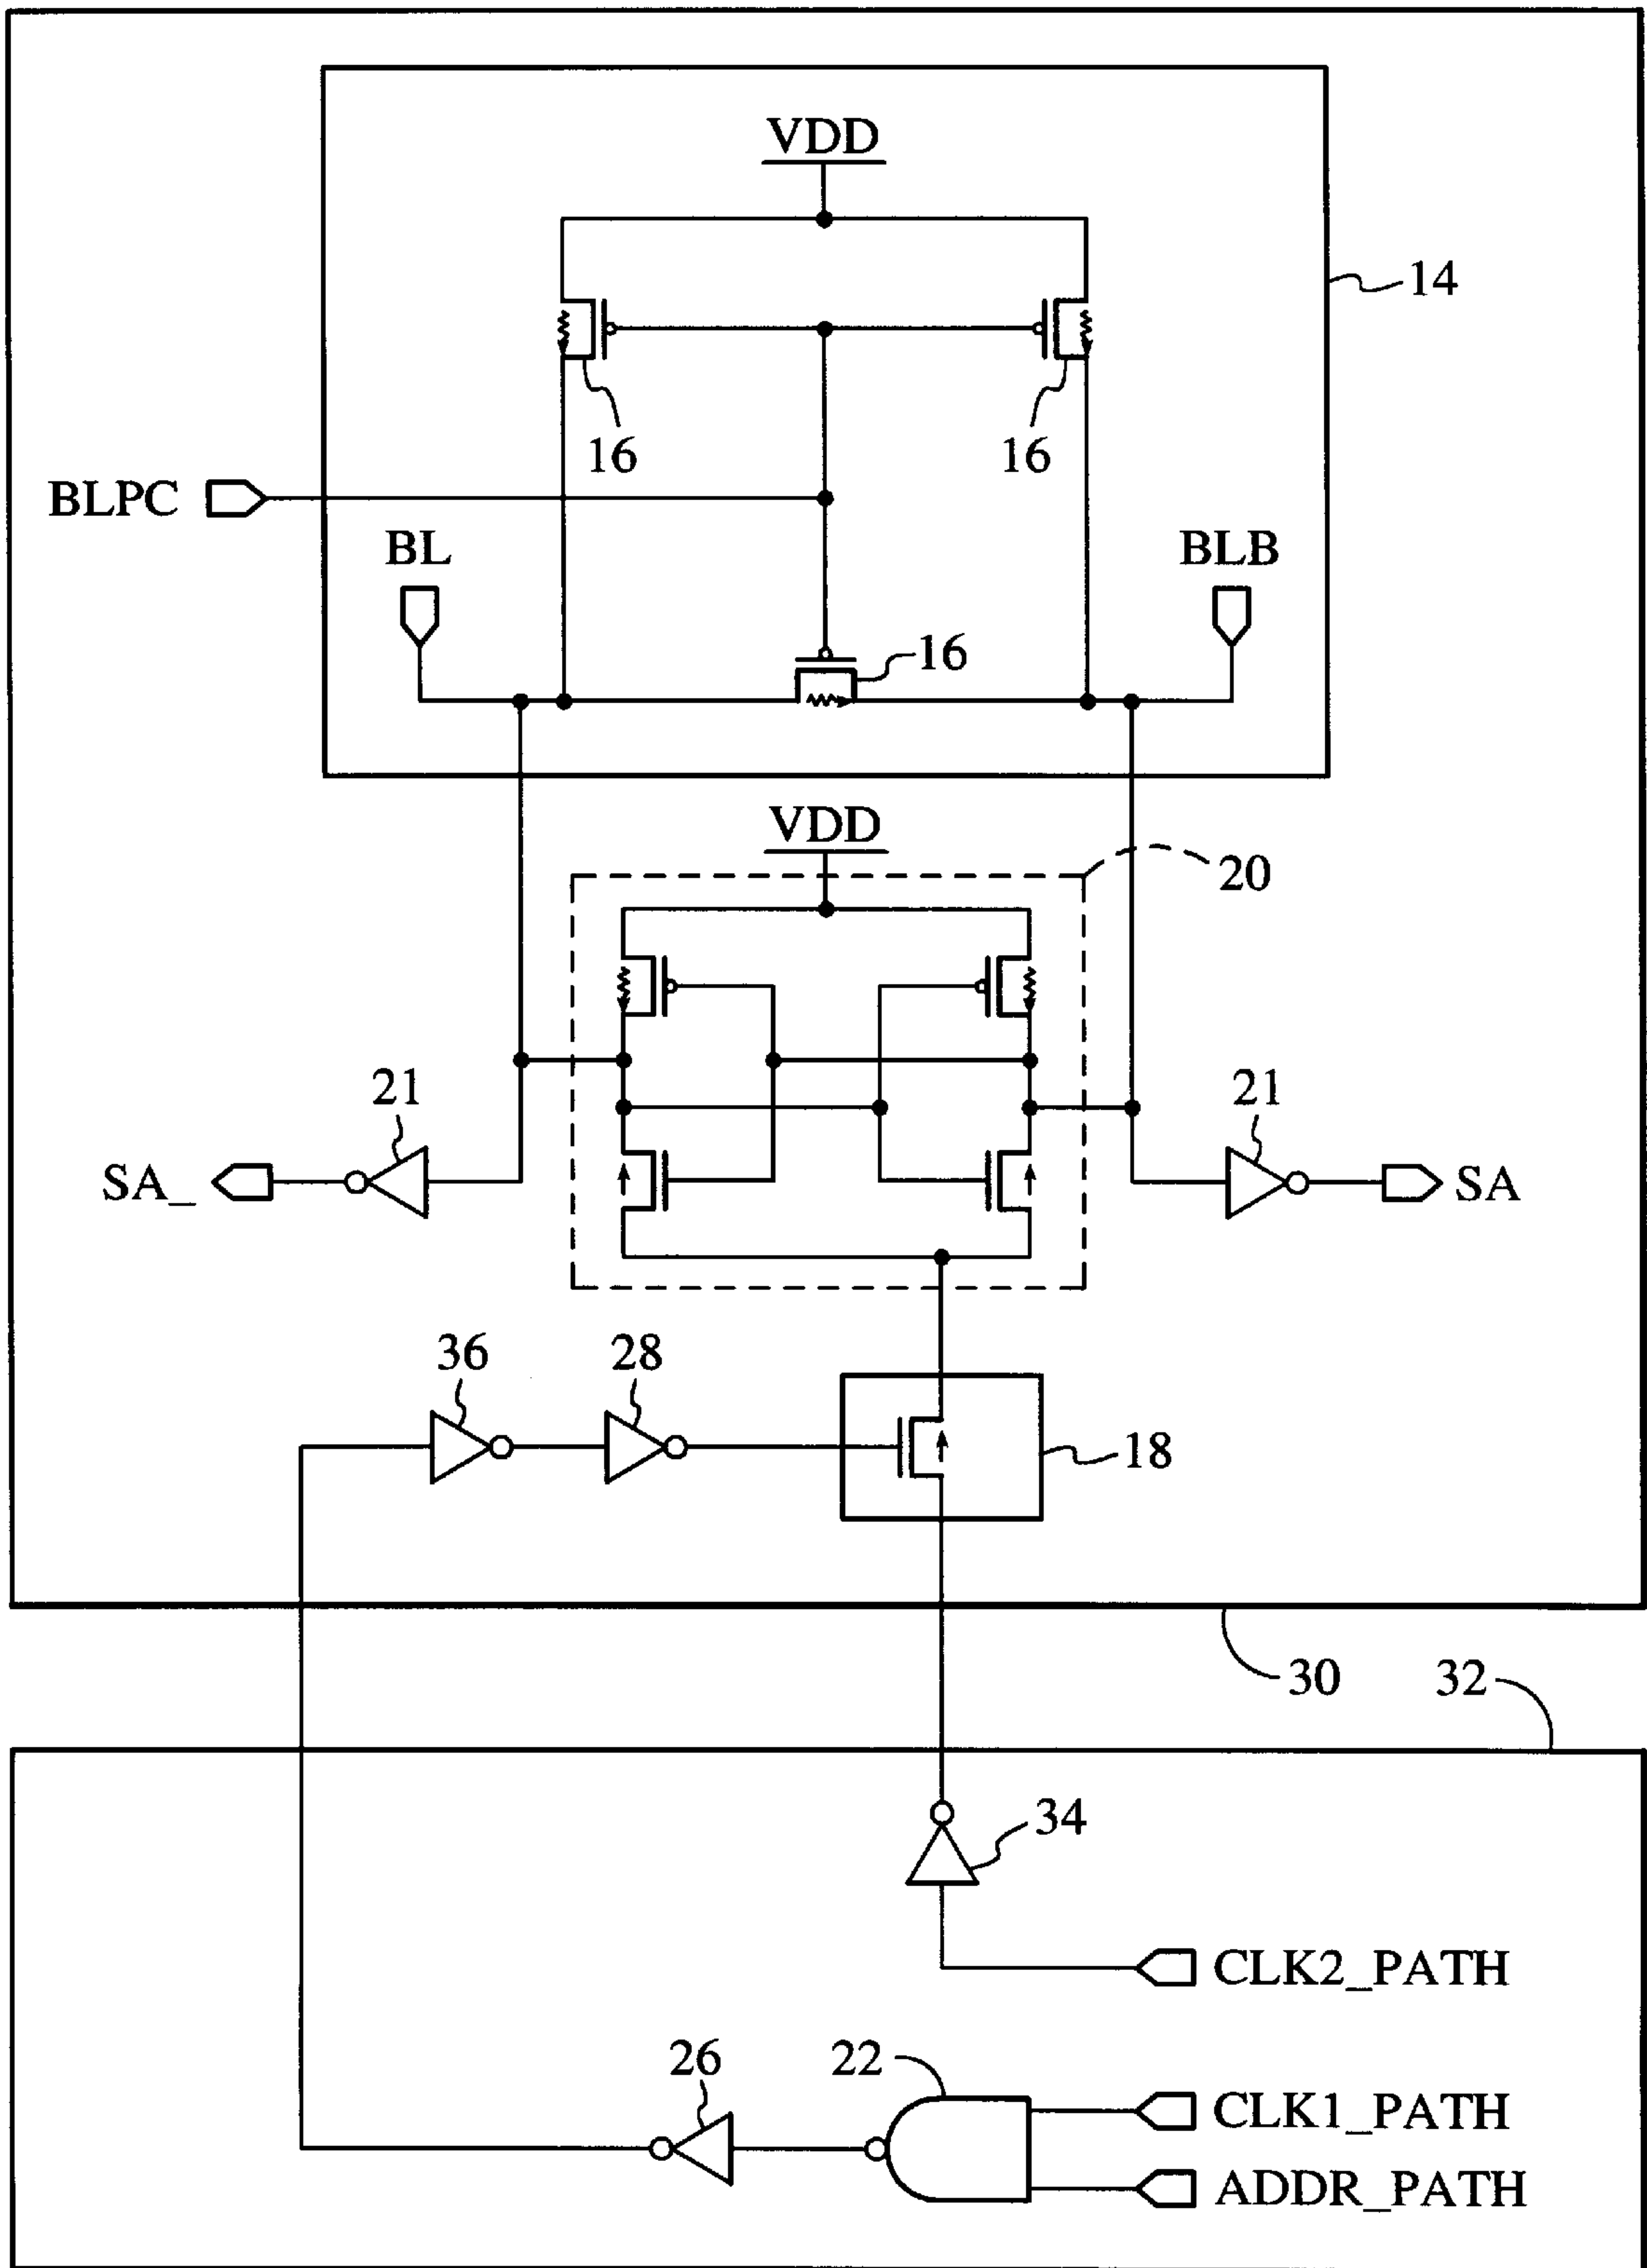 VDD
14
16
16
BLPC
BL
BLB
16
VDD
20
21
21
SA_
SA
36
28
18
30
32
34
CLK2_PATH
26
22
CLK1_PATH
ADDR_PATH